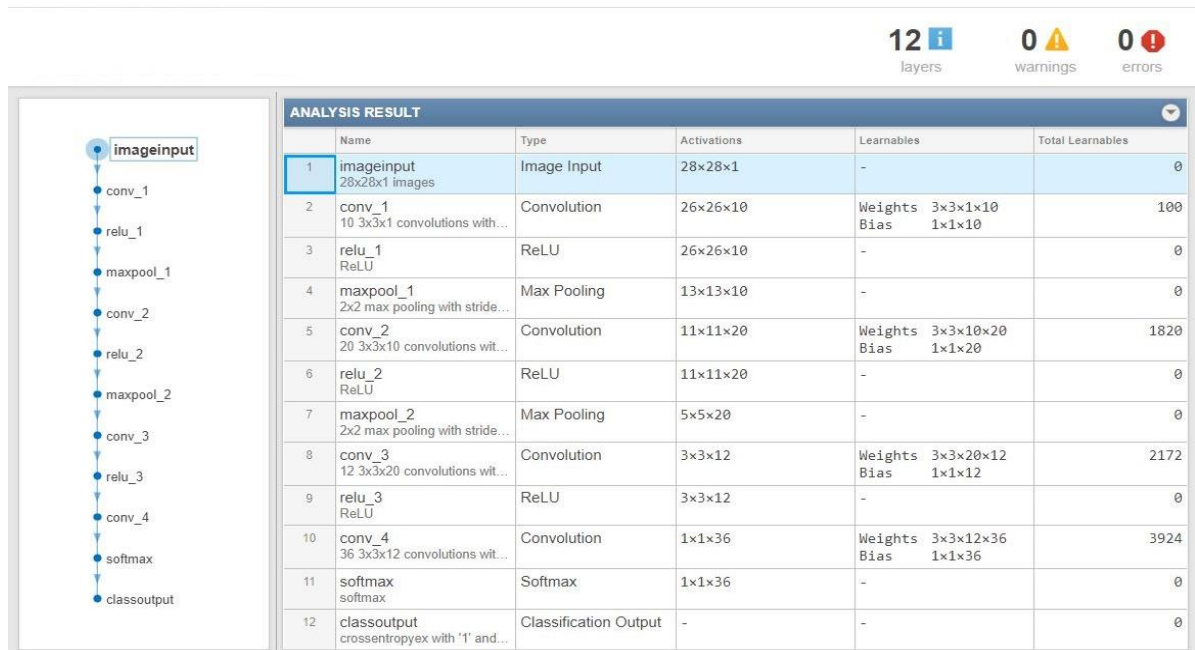 12 i 0 0
layers warnings errors
imageinput
conv_1
relu_1
maxpool_1
conv_2
relu_2
maxpool_2
conv_3
relu_3
conv_4
softmax
classoutput
ANALYSIS RESULT
Name Type Activations Learnables Total Learnables
1 imageinput Image Input 28×28×1 - 0
28x28x1 images
2 conv_1 Convolution 26×26×10 Weights 3×3×1×10 100
10 3x3x1 convolutions with... Bias 1×1×10
3 relu_1 ReLU 26×26×10 - 0
ReLU
4 maxpool_1 Max Pooling 13×13×10 - 0
2x2 max pooling with stride...
5 conv_2 Convolution 11×11×20 Weights 3×3×10×20 1820
20 3x3x10 convolutions wit... Bias 1×1×20
6 relu_2 ReLU 11×11×20 - 0
ReLU
7 maxpool_2 Max Pooling 5×5×20 - 0
2x2 max pooling with stride...
8 conv_3 Convolution 3×3×12 Weights 3×3×20×12 2172
12 3x3x20 convolutions wit... Bias 1×1×12
9 relu_3 ReLU 3×3×12 - 0
ReLU
10 conv_4 Convolution 1×1×36 Weights 3×3×12×36 3924
36 3x3x12 convolutions wit... Bias 1×1×36
11 softmax Softmax 1×1×36 - 0
softmax
12 classoutput Classification Output - - 0
crossentropyex with '1' and...